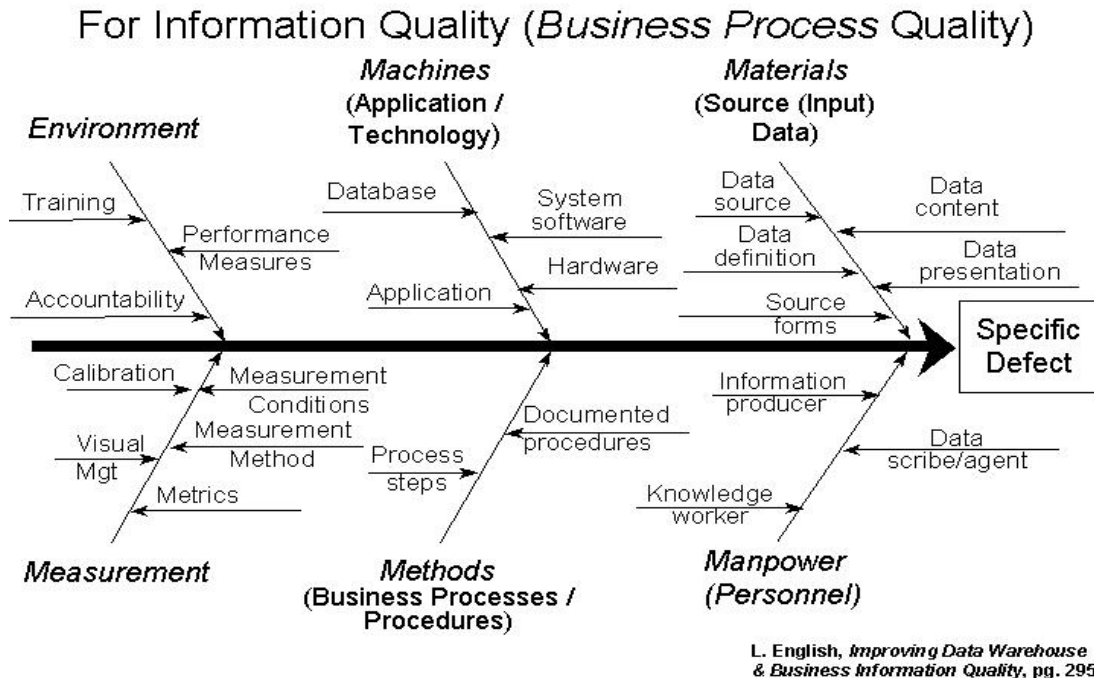 For Information Quality (Business Process Quality)
Machines
(Application /
Technology)
Materials
(Source (Input)
Data)
Environment
Training
Performance
Measures
Accountability
Database
System
software
Hardware
Application
Data
source
Data
content
Data
definition
Data
presentation
Source
forms
Specific
Defect
Calibration
Measurement
Conditions
Visual
Mgt
Measurement
Method
Metrics
Documented
procedures
Process
steps
Information
producer
Data
scribe/agent
Knowledge
worker
Measurement
Methods
(Business Processes /
Procedures)
Manpower
(Personnel)
L. English, Improving Data Warehouse
& Business Information Quality, pg. 295